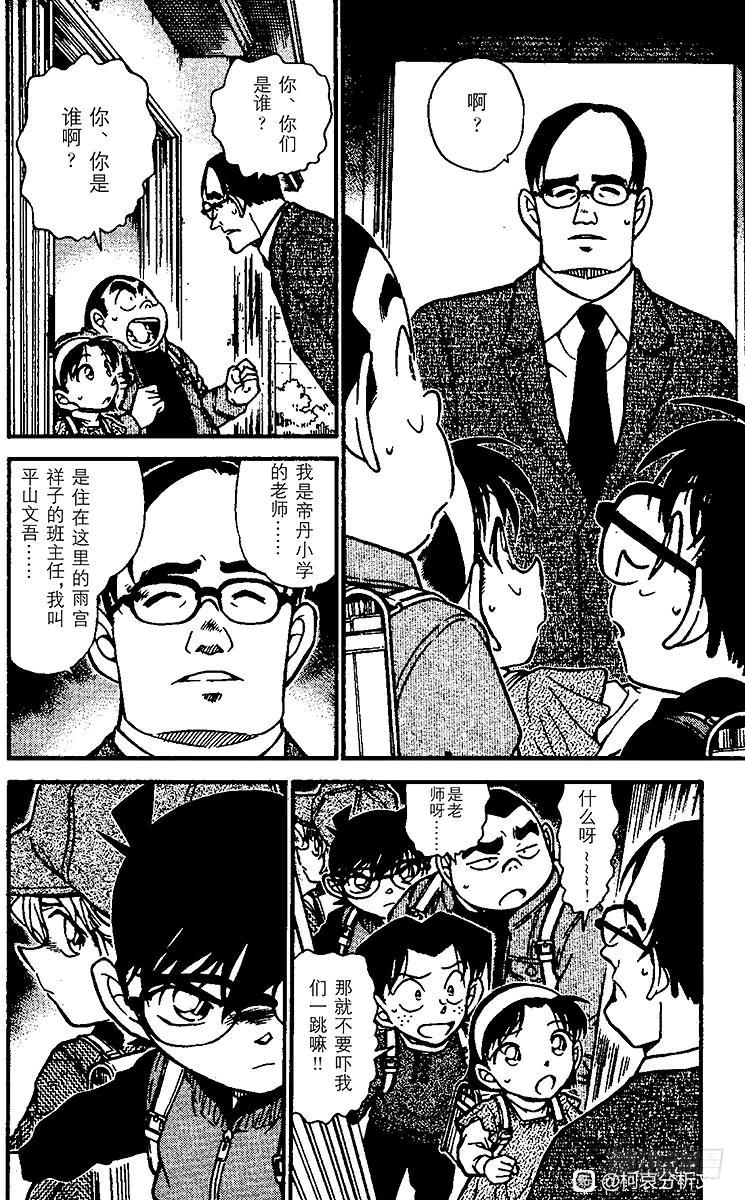 啊？
你、你们
是谁？
你、你是
谁啊？
我是帝丹小学
的老师……
是住在这里的雨宫
祥子的班主任，我叫
平山文吾……
什么呀~~~！
是老
师呀……
那就不要吓我
们一跳嘛!!
@柯哀分析